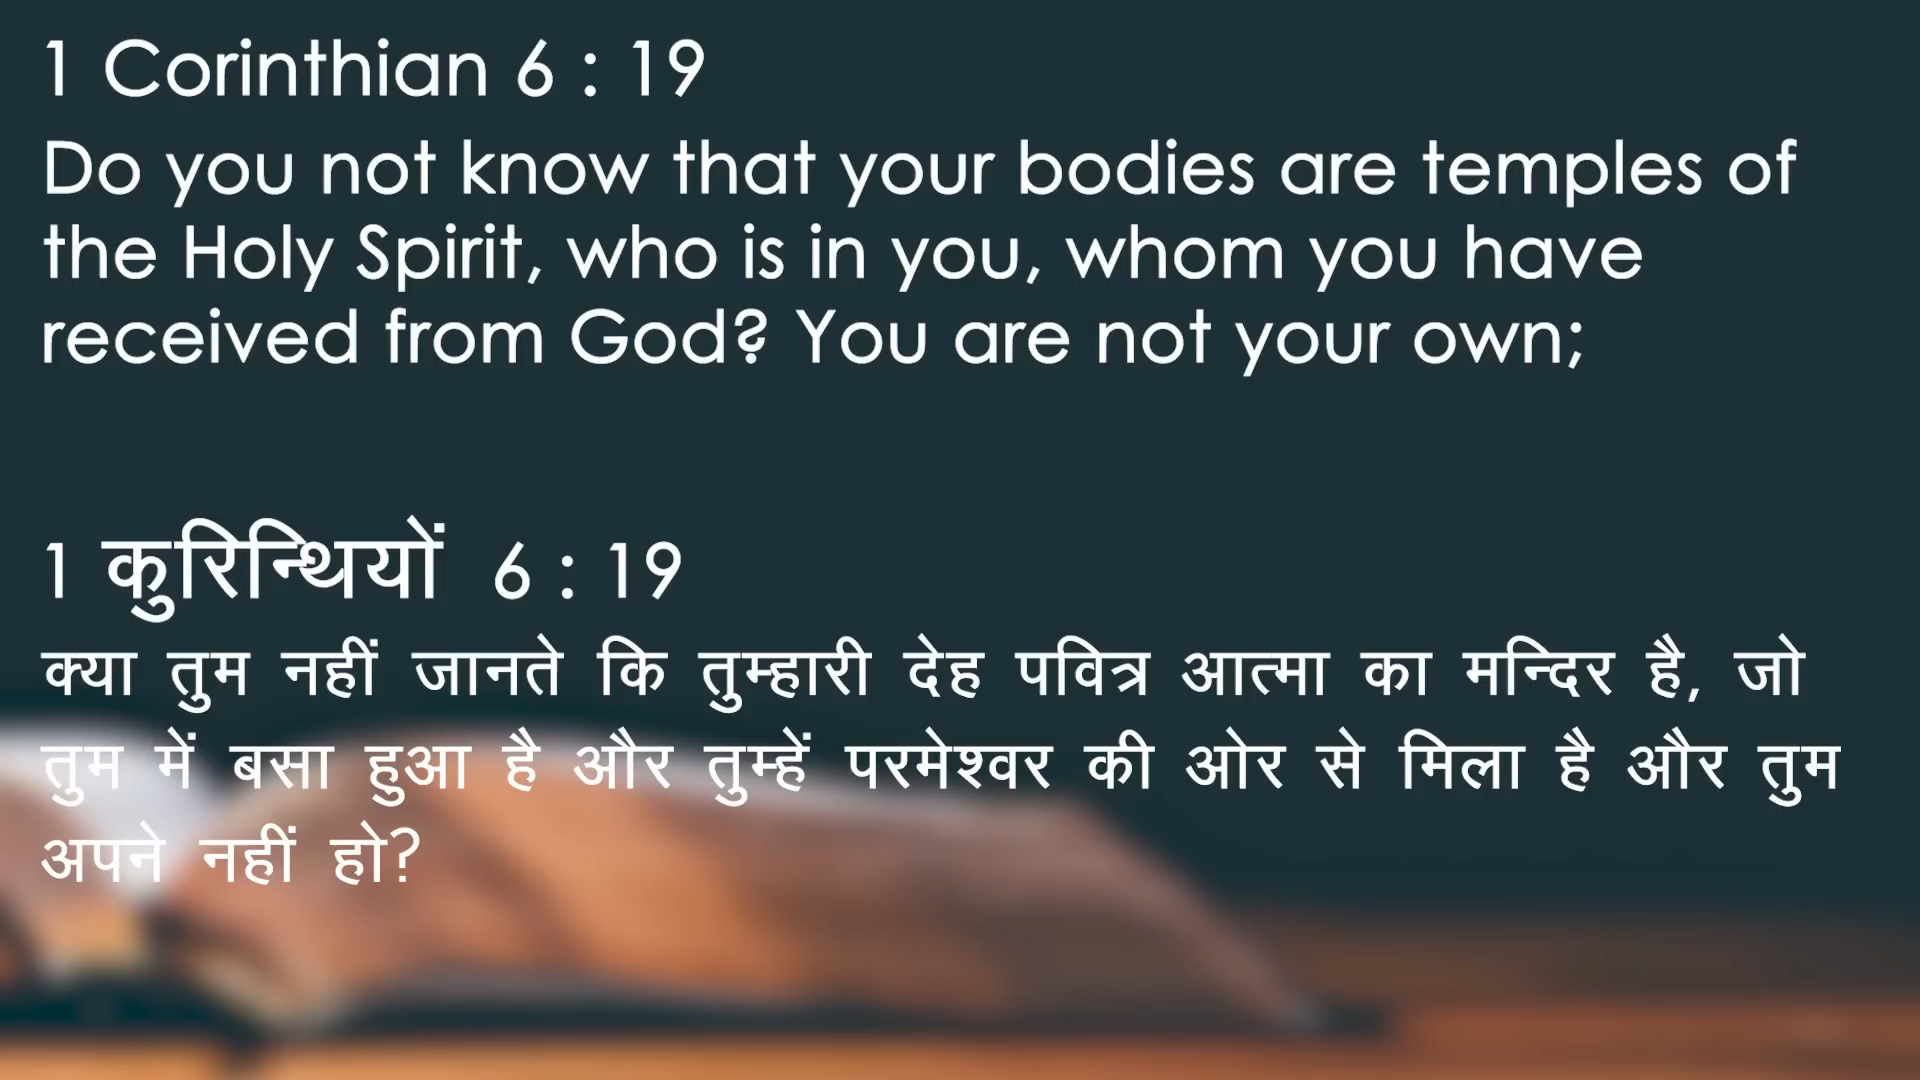 1 Corinthian 6 : 19
Do you not know that your bodies are temples of
the Holy Spirit, who is in you, whom you have
received from God? You are not your own;
1 कुरिन्थियों 6 : 19
क्या तुम नहीं जानते कि तुम्हारी देह पवित्र आत्मा का मन्दिर है, जो
तुम में बसा हुआ है और तुम्हें परमेश्वर की ओर से मिला है और तुम
अपने नहीं हो?